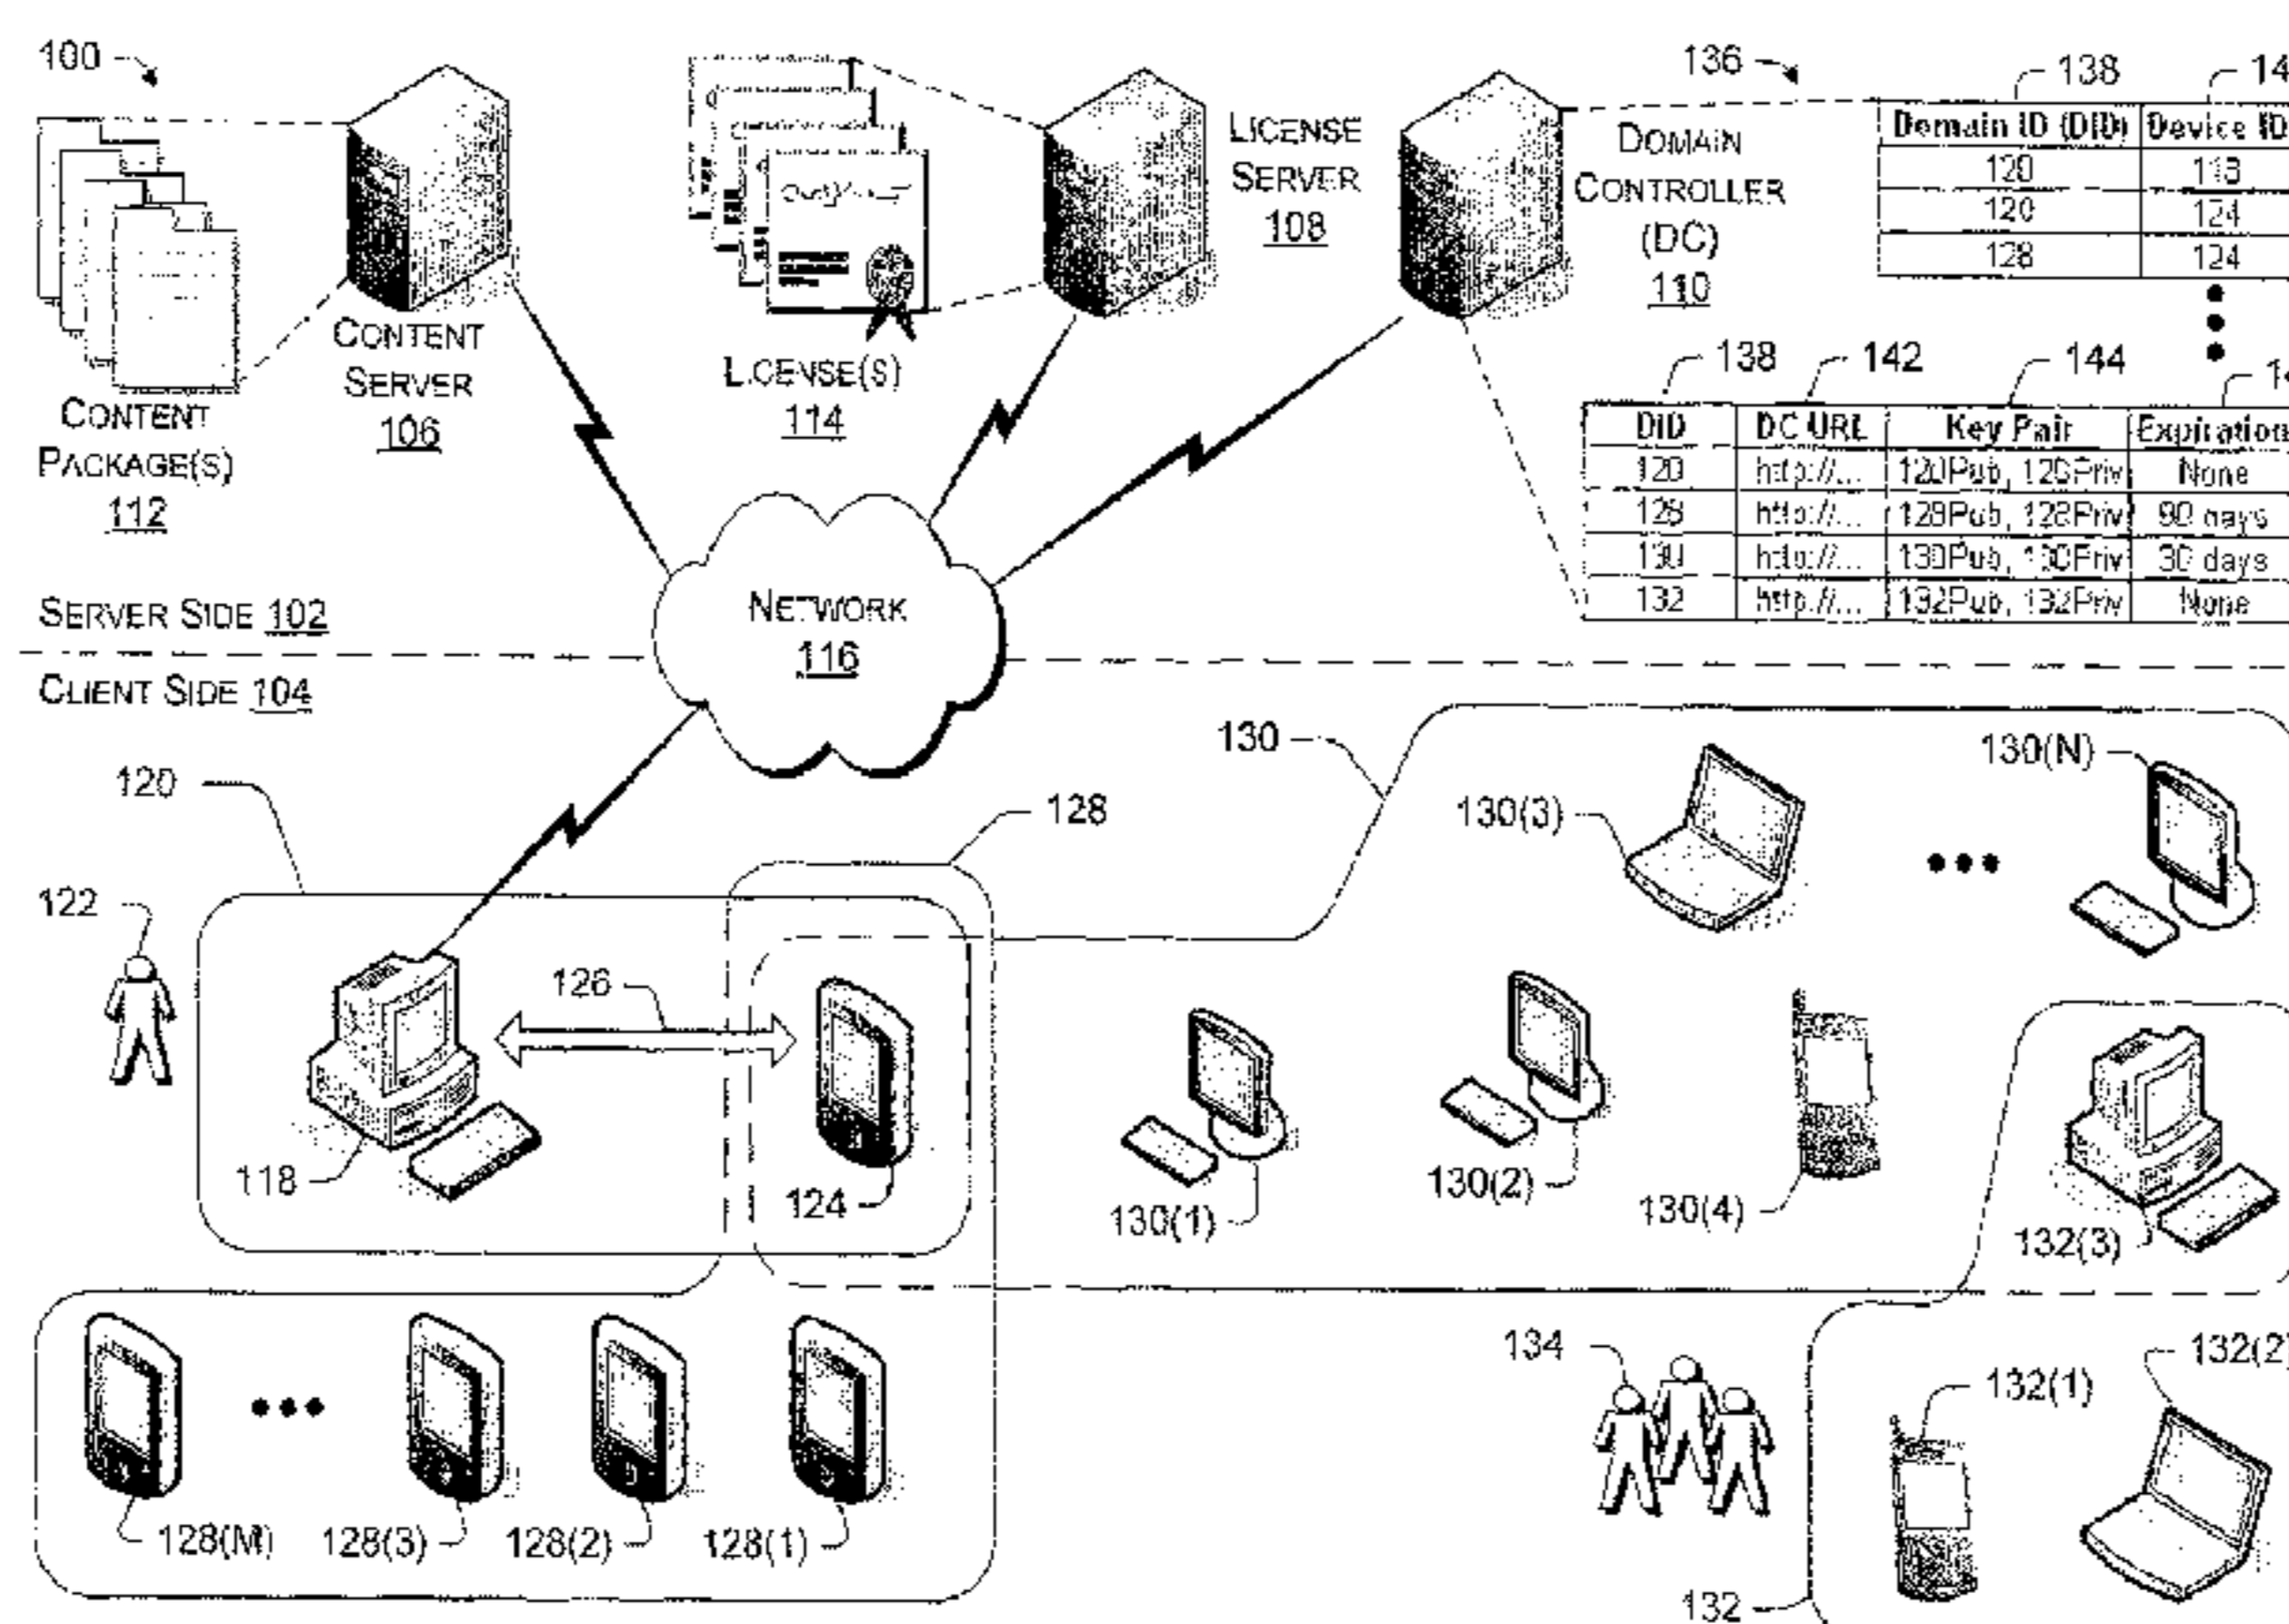 100
CONTENT
PACKAGE(S)
112
CONTENT
SERVER
106
LICENSE(S)
114
LICENSE
SERVER
108
DOMAIN
CONTROLLER
(DC)
110
136
138
Domain ID (DID) Device ID
120 118
120 124
128 124
138 142 144
DID DC URL Key Pair Expiration
120 http://... 120Pub, 120Priv None
128 http://... 128Pub, 128Priv 90 days
130 http://... 130Pub, 130Priv 30 days
132 http://... 132Pub, 132Priv None
NETWORK
116
SERVER SIDE 102
CLIENT SIDE 104
120
122
118
126
124
128
130
130(3)
130(N)
130(1)
130(2)
130(4)
132(3)
128(M)
128(3)
128(2)
128(1)
134
132(1)
132(2)
132